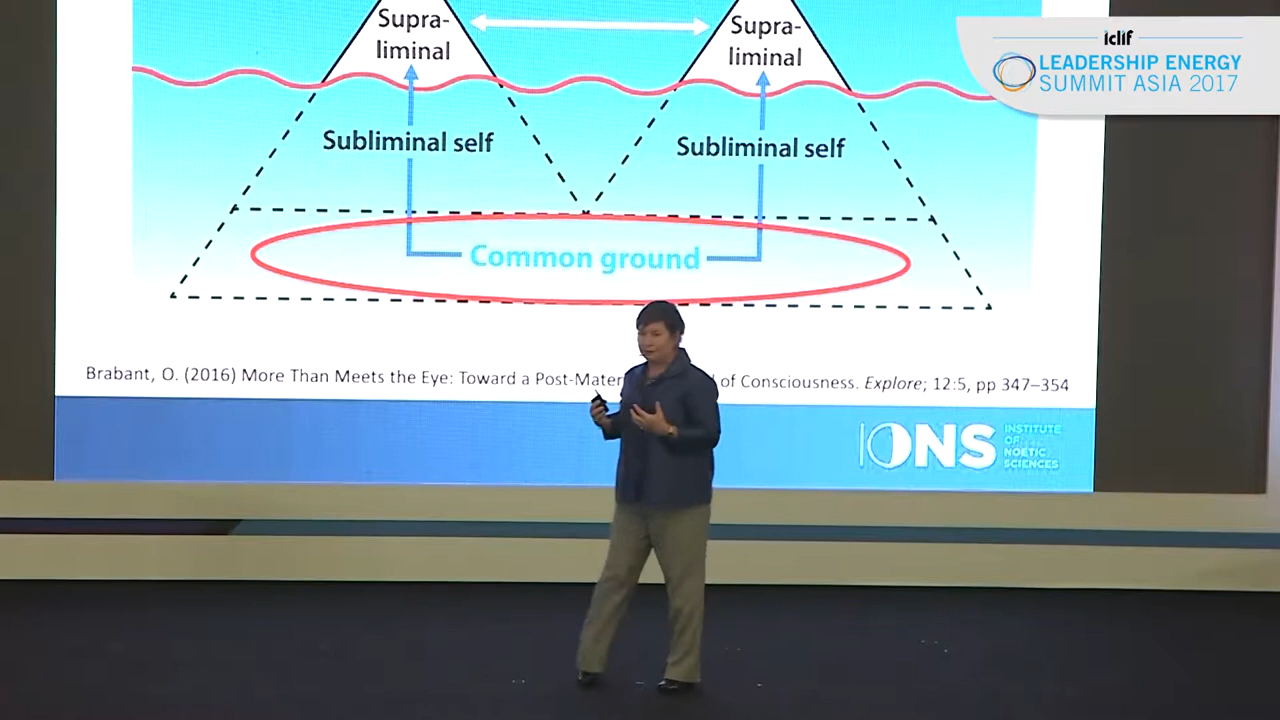 Supra-
liminal
Supra-
liminal
iclif
LEADERSHIP ENERGY
SUMMIT ASIA 2017
Subliminal self
Subliminal self
Common ground
Brabant, O. (2016) More Than Meets the Eye: Toward a Post-Mater of Consciousness. Explore; 12:5, pp 347–354
IONS
INSTITUTE
OF
NOETIC
SCIENCES